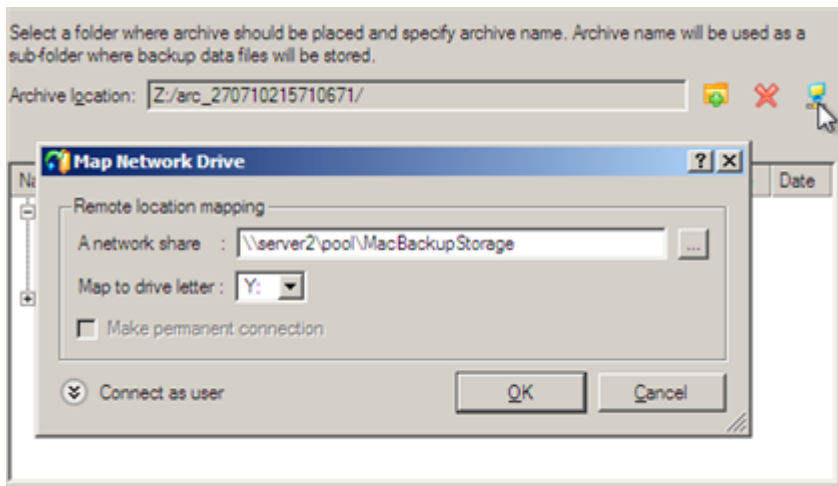 Select a folder where archive should be placed and specify archive name. Archive name will be used as a
sub-folder where backup data files will be stored.
Archive location: Z:/arc_270710215710671/
Map Network Drive
Date
Remote location mapping
A network share : \\server2\pool\MacBackupStorage ...
Map to drive letter : Y:
Make permanent connection
Connect as user OK Cancel